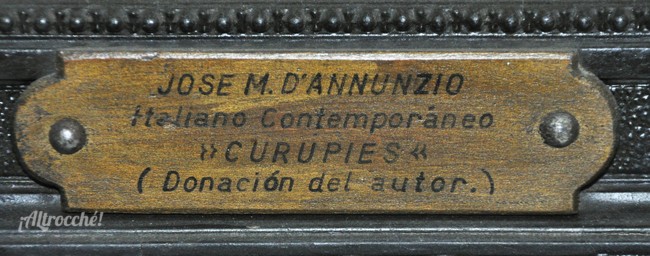 JOSE M. D'ANNUNZIO
Italiano Contemporáneo
»CURUPIES«
(Donación del autor.)
¡Altrocché!